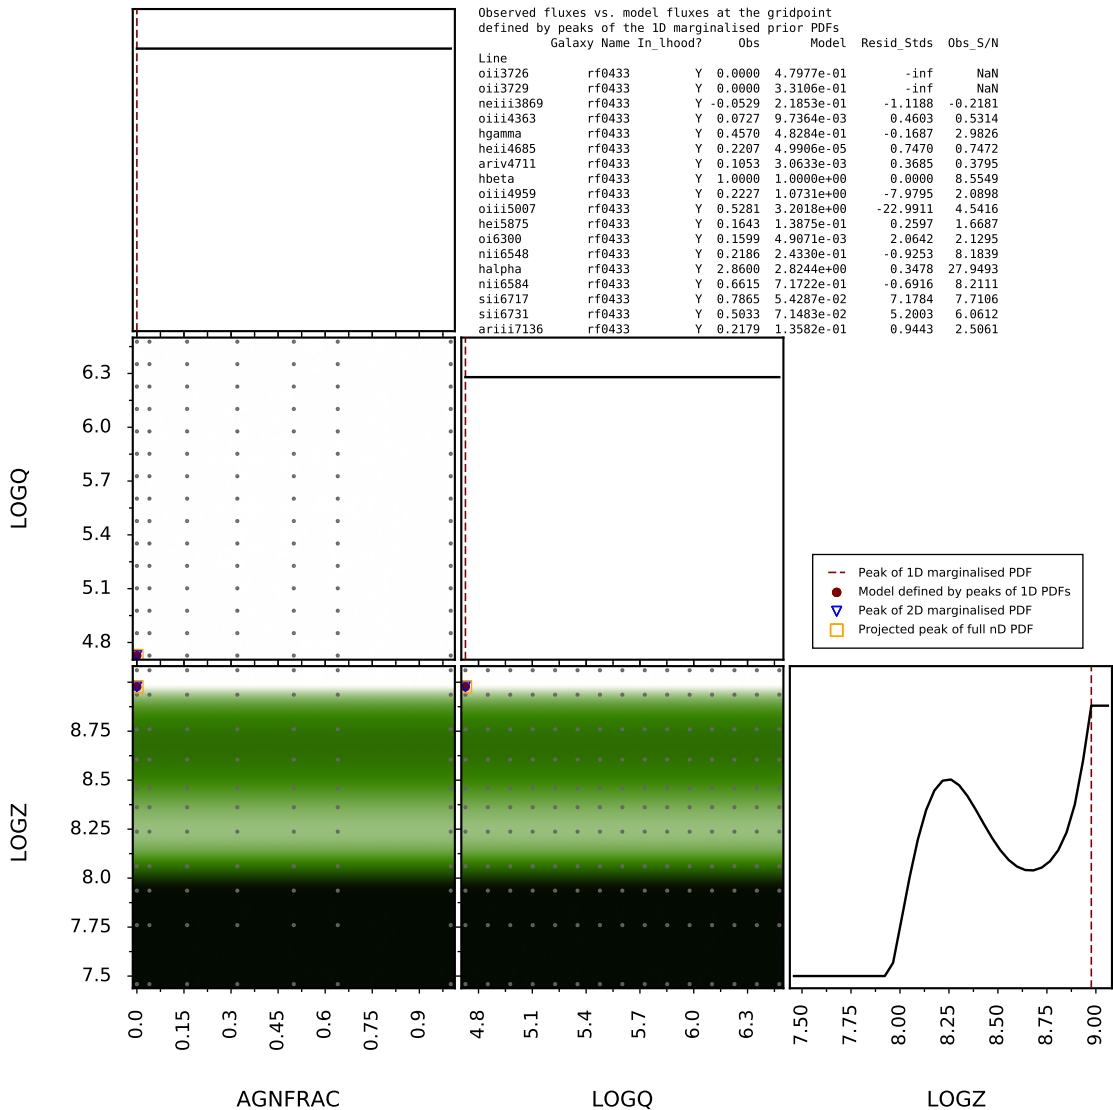 Observed fluxes vs. model fluxes at the gridpoint
defined by peaks of the 1D marginalised prior PDFs
Galaxy Name In_lhood? Obs Model Resid_Stds Obs_S/N
Line
oii3726 rf0433 Y 0.0000 4.7977e-01 -inf NaN
oii3729 rf0433 Y 0.0000 3.3106e-01 -inf NaN
neiii3869 rf0433 Y -0.0529 2.1853e-01 -1.1188 -0.2181
oiii4363 rf0433 Y 0.0727 9.7364e-03 0.4603 0.5314
hgamma rf0433 Y 0.4570 4.8284e-01 -0.1687 2.9826
heii4685 rf0433 Y 0.2207 4.9906e-05 0.7470 0.7472
ariv4711 rf0433 Y 0.1053 3.0633e-03 0.3685 0.3795
hbeta rf0433 Y 1.0000 1.0000e+00 0.0000 8.5549
oiii4959 rf0433 Y 0.2227 1.0731e+00 -7.9795 2.0898
oiii5007 rf0433 Y 0.5281 3.2018e+00 -22.9911 4.5416
hei5875 rf0433 Y 0.1643 1.3875e-01 0.2597 1.6687
oi6300 rf0433 Y 0.1599 4.9071e-03 2.0642 2.1295
nii6548 rf0433 Y 0.2186 2.4330e-01 -0.9253 8.1839
halpha rf0433 Y 2.8600 2.8244e+00 0.3478 27.9493
nii6584 rf0433 Y 0.6615 7.1722e-01 -0.6916 8.2111
sii6717 rf0433 Y 0.7865 5.4287e-02 7.1784 7.7106
sii6731 rf0433 Y 0.5033 7.1483e-02 5.2003 6.0612
ariii7136 rf0433 Y 0.2179 1.3582e-01 0.9443 2.5061
6.3
6.0
5.7
5.4
5.1
4.8
LOGQ
Peak of 1D marginalised PDF
Model defined by peaks of 1D PDFs
Peak of 2D marginalised PDF
Projected peak of full nD PDF
8.75
8.5
8.25
8.0
7.75
7.5
LOGZ
0.0 0.15 0.3 0.45 0.6 0.75 0.9
4.8 5.1 5.4 5.7 6.0 6.3
7.50 7.75 8.00 8.25 8.50 8.75 9.00
AGNFRAC LOGQ LOGZ